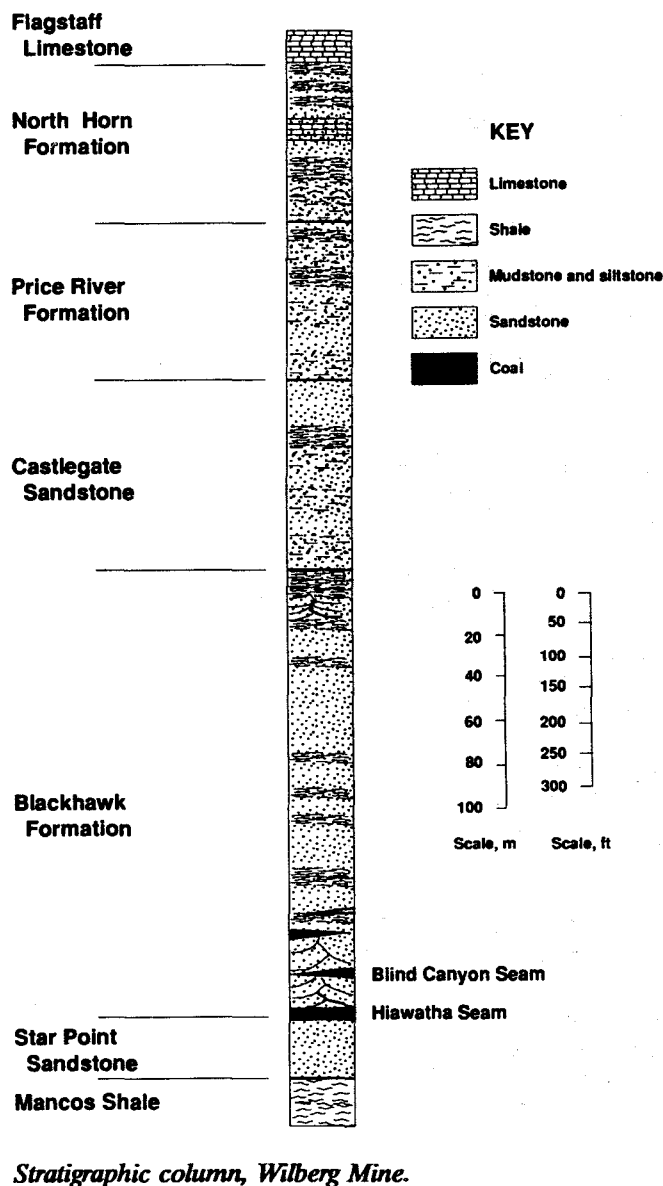 Flagstaff
Limestone
North Horn
Formation
Price River
Formation
Castlegate
Sandstone
Blackhawk
Formation
Star Point
Sandstone
Mancos Shale
KEY
Limestone
Shale
Mudstone and siltstone
Sandstone
Coal
0
20
40
60
80
100
Scale, m
0
50
100
150
200
250
300
Scale, ft
Blind Canyon Seam
Hiawatha Seam
Stratigraphic column, Wilberg Mine.